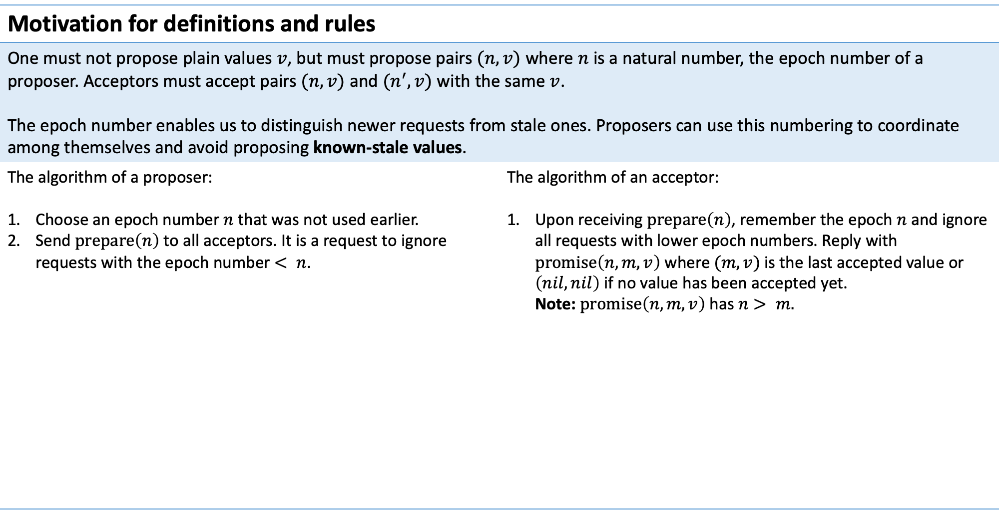 Motivation for definitions and rules
One must not propose plain values v, but must propose pairs (n, v) where n is a natural number, the epoch number of a
proposer. Acceptors must accept pairs (n, v) and (n′, v) with the same v.
The epoch number enables us to distinguish newer requests from stale ones. Proposers can use this numbering to coordinate
among themselves and avoid proposing known-stale values.
The algorithm of a proposer:
1. Choose an epoch number n that was not used earlier.
2. Send prepare(n) to all acceptors. It is a request to ignore
requests with the epoch number < n.
The algorithm of an acceptor:
1. Upon receiving prepare(n), remember the epoch n and ignore
all requests with lower epoch numbers. Reply with
promise(n, m, v) where (m, v) is the last accepted value or
(nil, nil) if no value has been accepted yet.
Note: promise(n, m, v) has n > m.